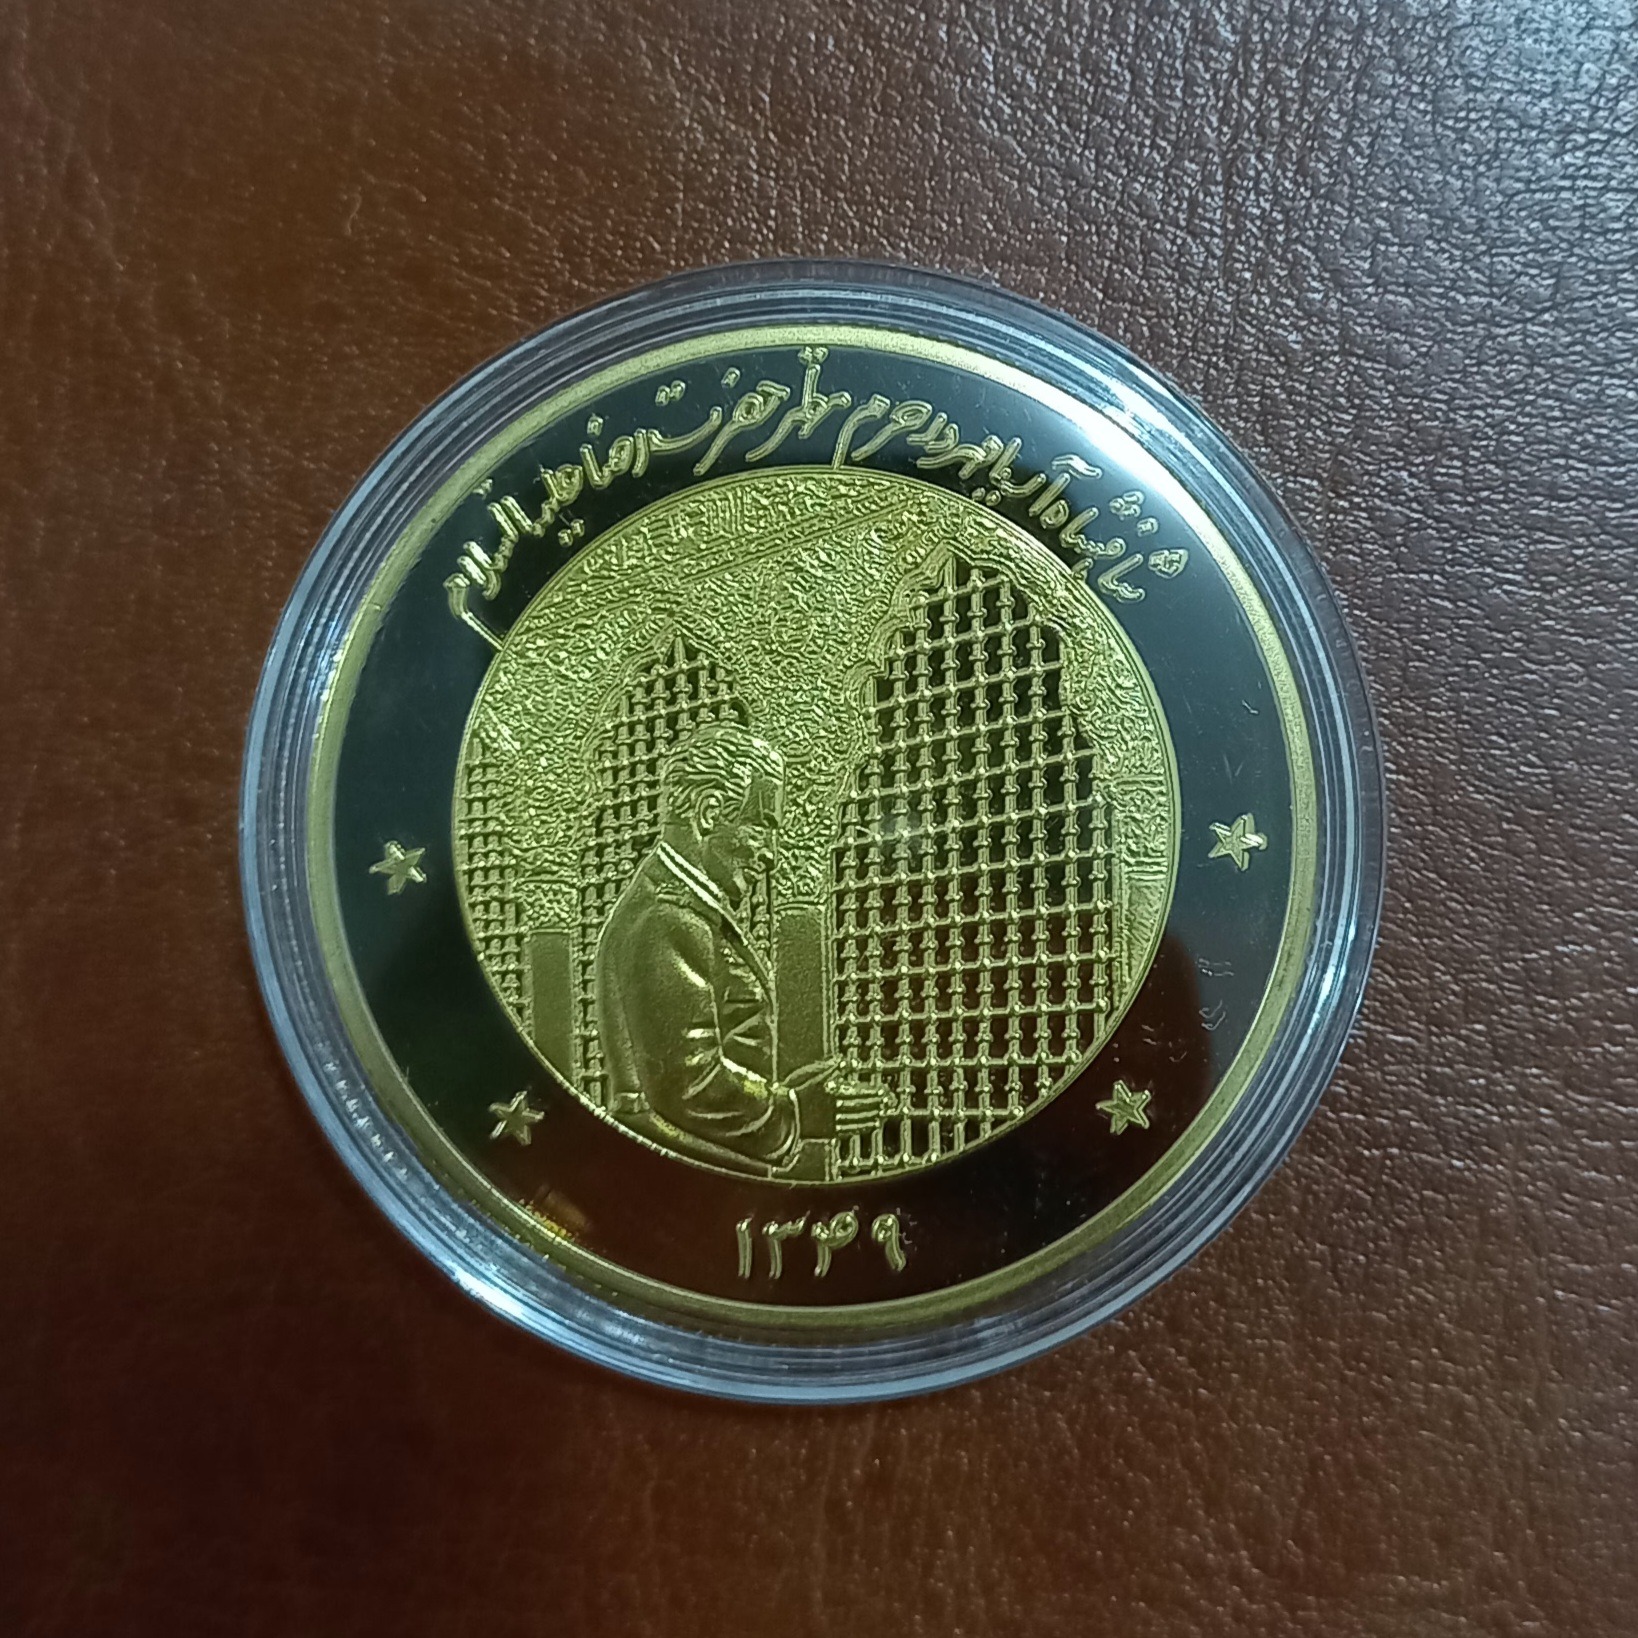 شاهنشاه آریامهر در حرم مطهر حضرت رضا علیه السلام
۱۳۴۹